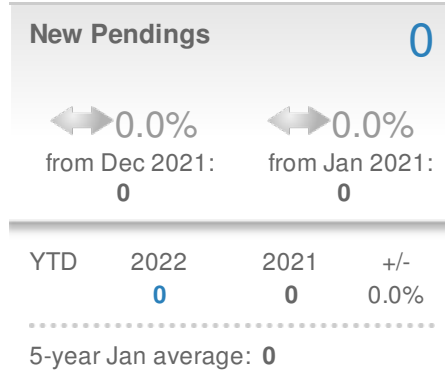 New Pendings 0
0.0% 0.0%
from Dec 2021: from Jan 2021:
0 0
YTD 2022 2021 +/-
0 0 0.0%
5-year Jan average: 0